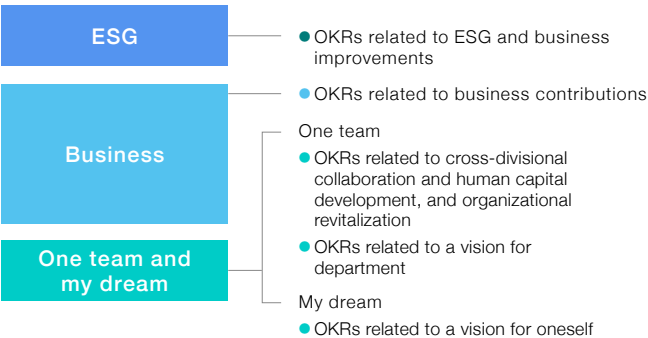 ESG
● OKRs related to ESG and business
improvements
Business
● OKRs related to business contributions
One team and
my dream
One team
● OKRs related to cross-divisional
collaboration and human capital
development, and organizational
revitalization
● OKRs related to a vision for
department
My dream
● OKRs related to a vision for oneself